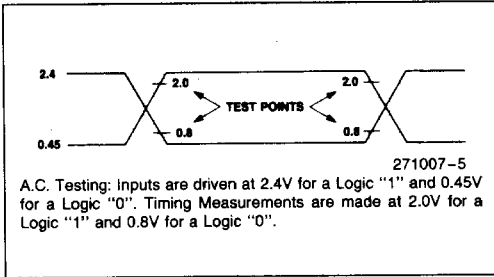 2.4
2.0
2.0
TEST POINTS
0.8
0.8
0.45
271007-5
A.C. Testing: Inputs are driven at 2.4V for a Logic "1" and 0.45V
for a Logic "0". Timing Measurements are made at 2.0V for a
Logic "1" and 0.8V for a Logic "0".